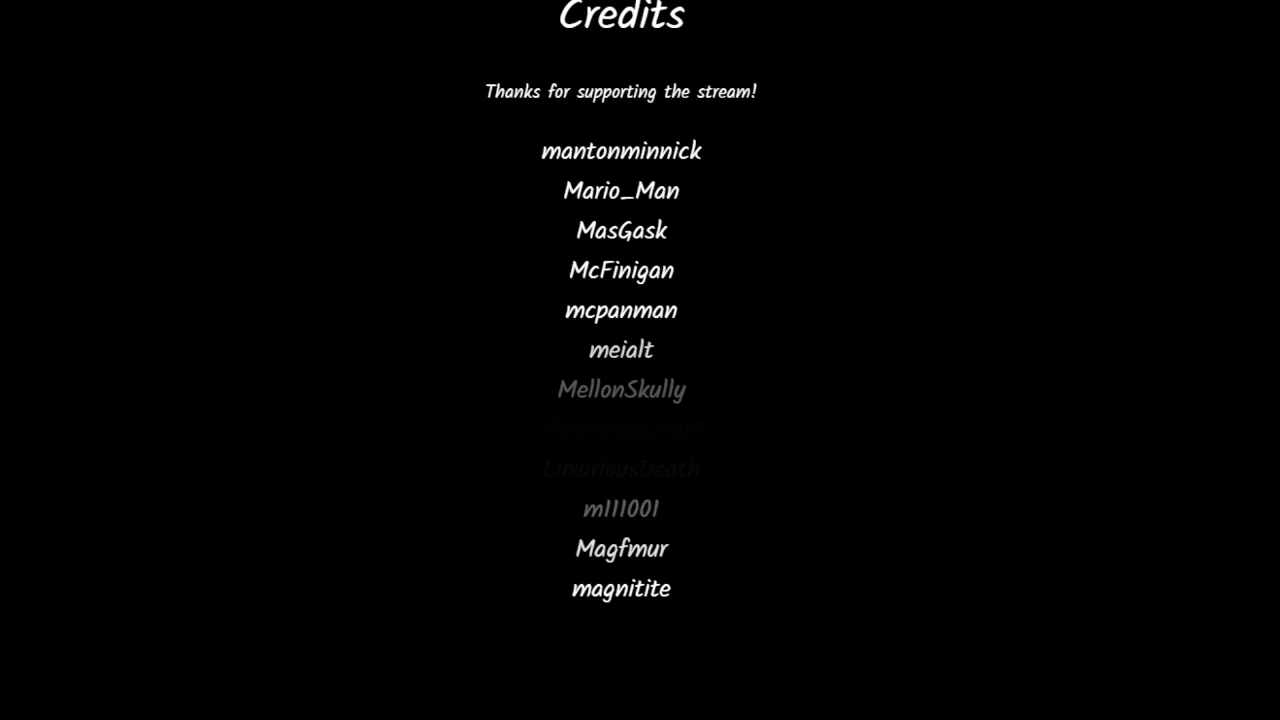 Credits
Thanks for supporting the stream!
mantonminnick
Mario_Man
MasGask
McFinigan
mcpanman
meialt
MellonSkully
LuxuriousDeath
m111001
Magfmur
magnitite